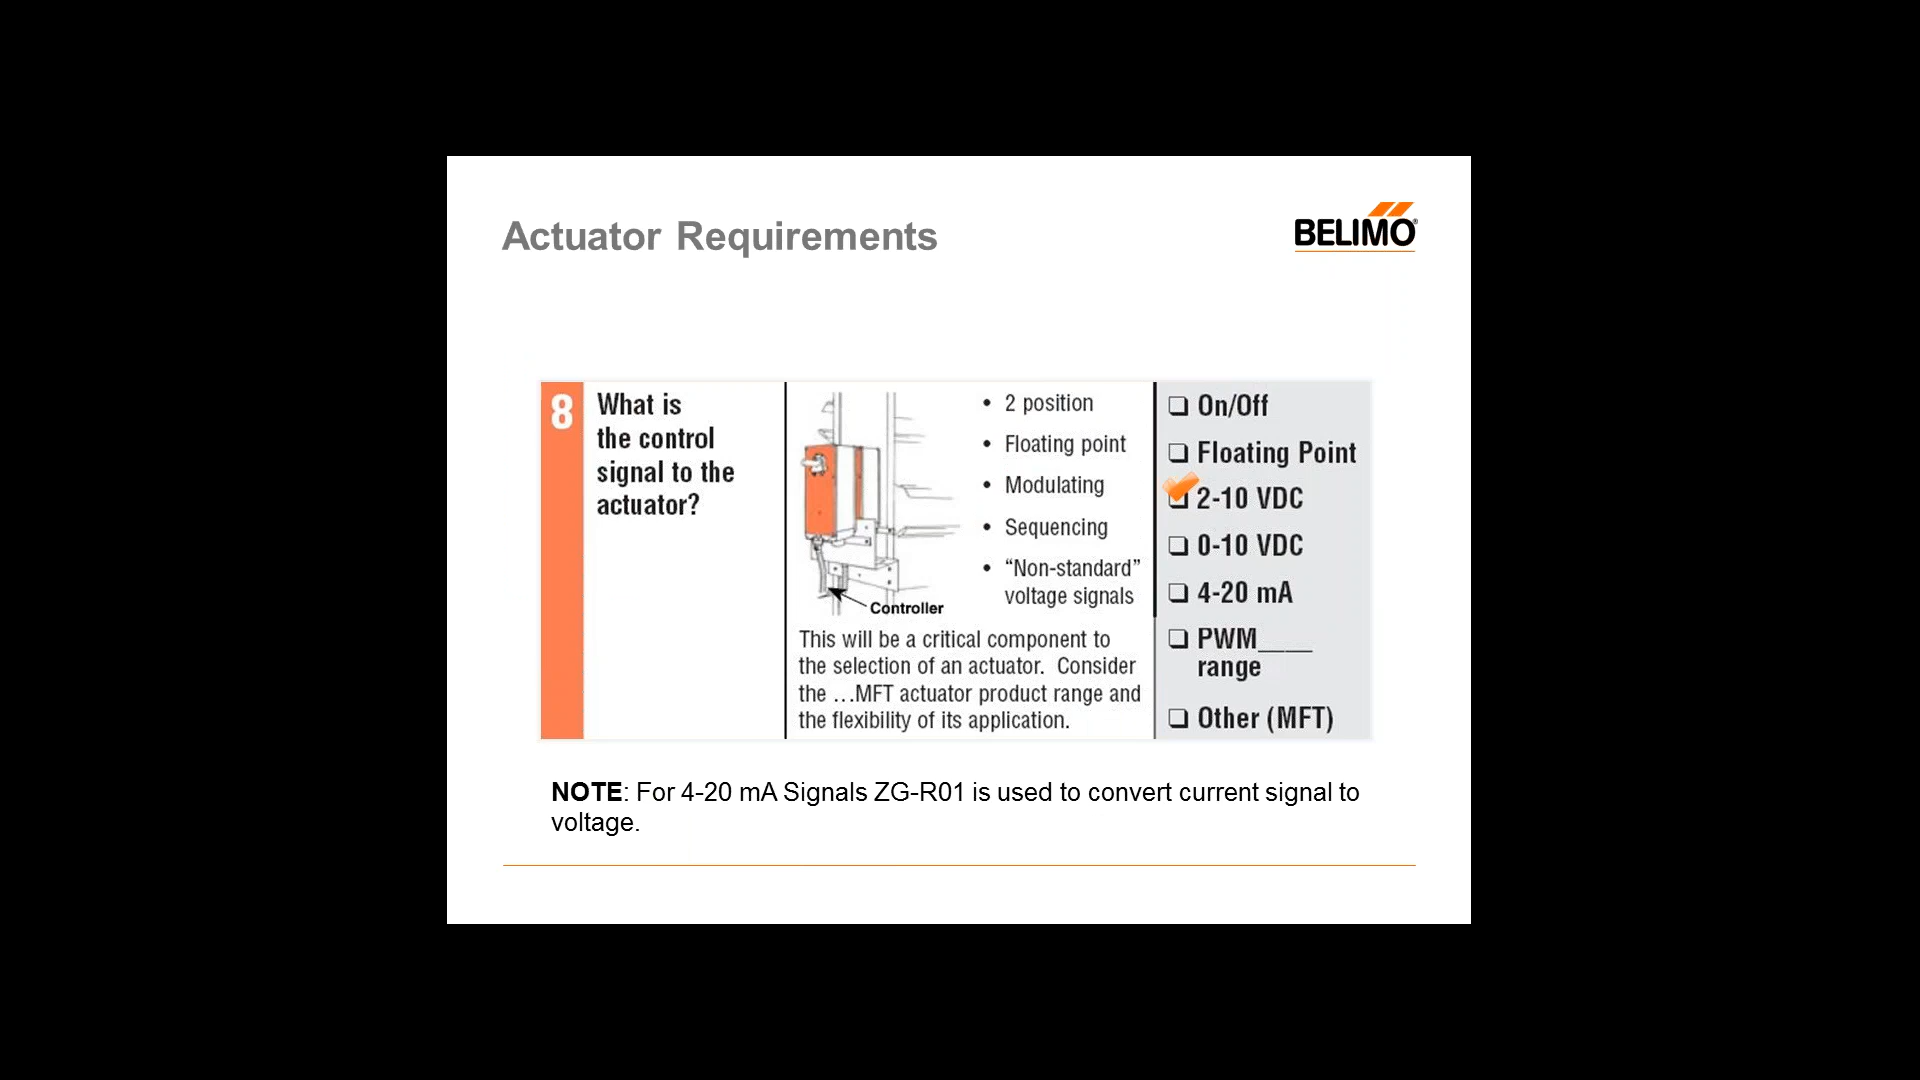 Actuator Requirements
BELIMO®
8
What is
the control
signal to the
actuator?
• 2 position
• Floating point
• Modulating
• Sequencing
• “Non-standard”
voltage signals
Controller
This will be a critical component to
the selection of an actuator. Consider
the ...MFT actuator product range and
the flexibility of its application.
❏ On/Off
❏ Floating Point
❏ 2-10 VDC
❏ 0-10 VDC
❏ 4-20 mA
❏ PWM____
range
❏ Other (MFT)
NOTE: For 4-20 mA Signals ZG-R01 is used to convert current signal to
voltage.